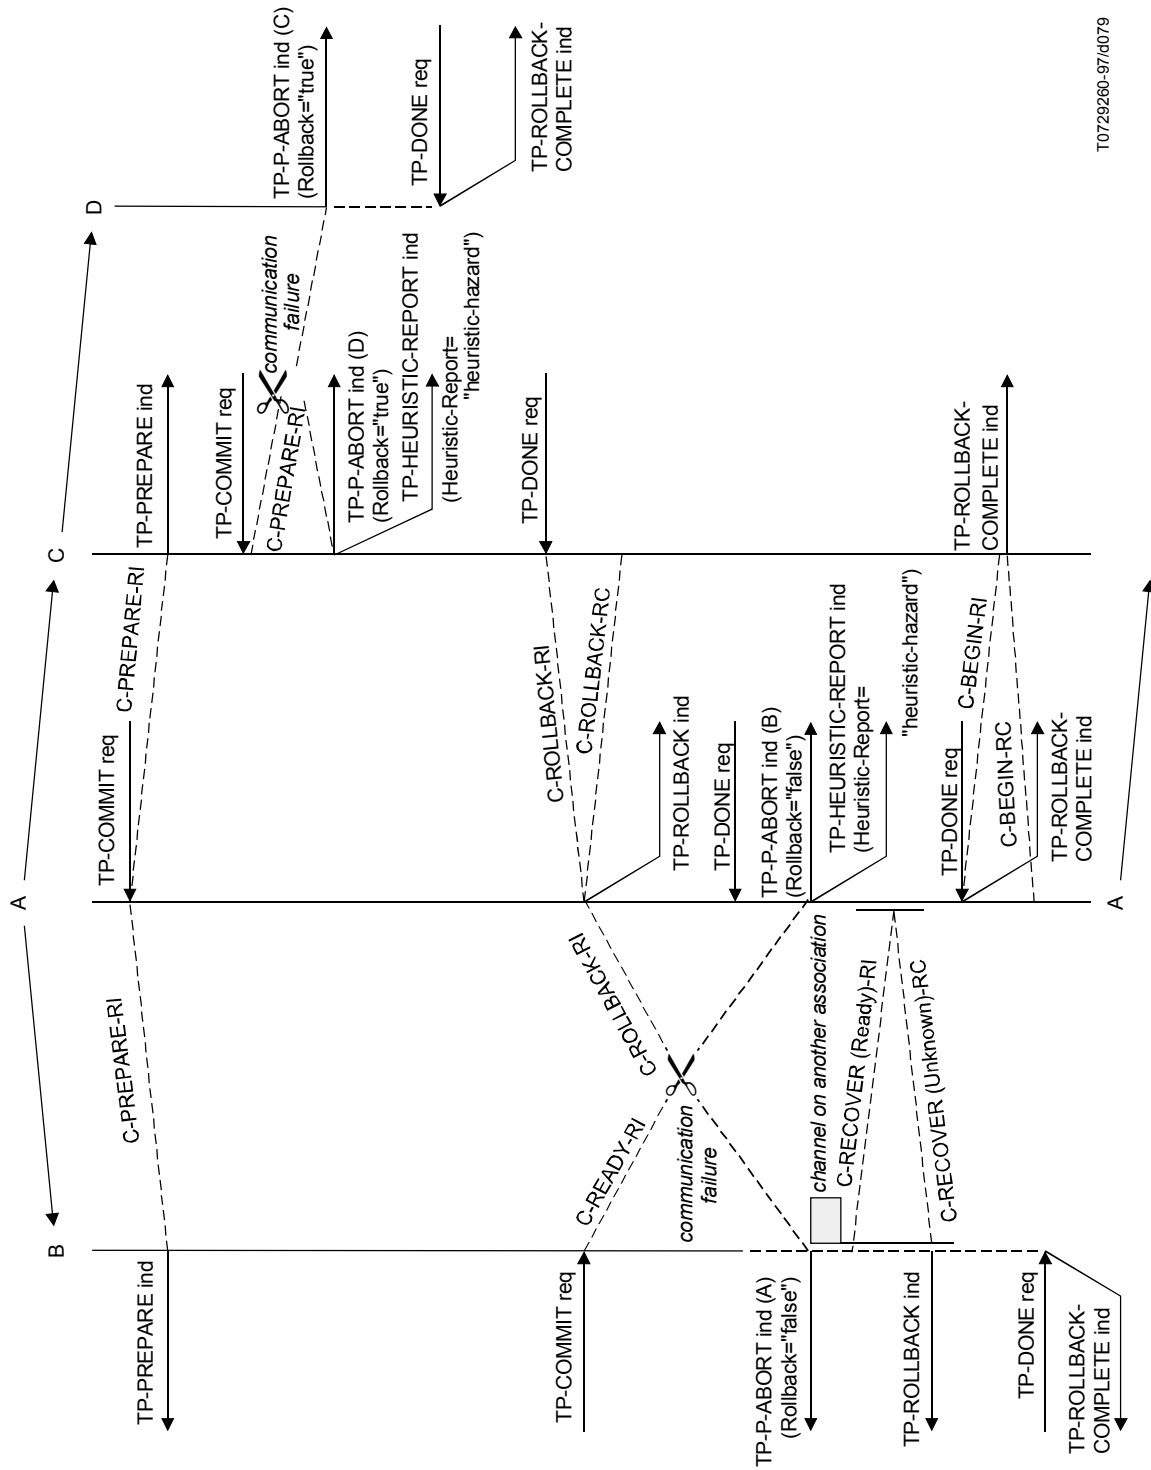 A
B
C
D
TP-PREPARE ind
C-PREPARE-RI
TP-COMMIT req
C-PREPARE-RI
TP-PREPARE ind
TP-COMMIT req
C-PREPARE-RI
communication
failure
TP-P-ABORT ind (C)
(Rollback="true")
TP-P-ABORT ind (D)
(Rollback="true")
TP-HEURISTIC-REPORT ind
(Heuristic-Report=
"heuristic-hazard")
TP-DONE req
TP-ROLLBACK-
COMPLETE ind
TP-DONE req
C-ROLLBACK-RI
C-ROLLBACK-RC
TP-COMMIT req
C-READY-RI
C-ROLLBACK-RI
communication
failure
TP-ROLLBACK ind
TP-DONE req
TP-P-ABORT ind (A)
(Rollback="false")
TP-P-ABORT ind (B)
(Rollback="false")
TP-HEURISTIC-REPORT ind
(Heuristic-Report=
"heuristic-hazard")
channel on another association
C-RECOVER (Ready)-RI
C-RECOVER (Unknown)-RC
TP-ROLLBACK ind
TP-DONE req
C-BEGIN-RI
C-BEGIN-RC
TP-ROLLBACK-
COMPLETE ind
TP-ROLLBACK-
COMPLETE ind
TP-DONE req
TP-ROLLBACK-
COMPLETE ind
A
T0729260-97/d079